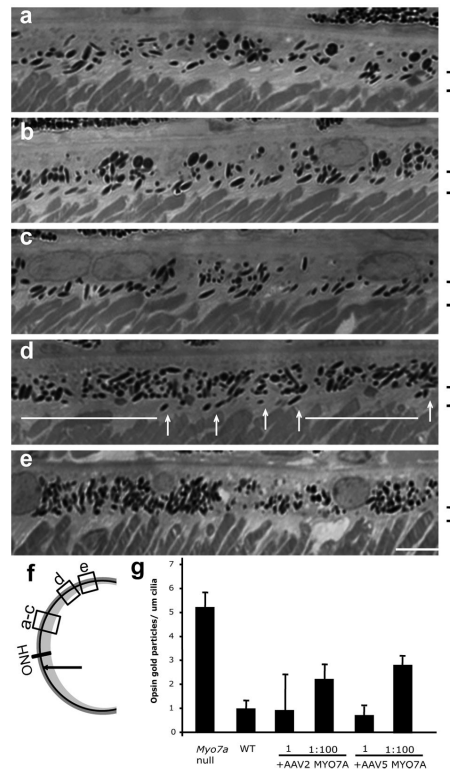 a
b
c
d
e
f
g
e
d
a-c
ONH
Opsin gold particles/ um cilia
7
6
5
4
3
2
1
0
Myo7a null
WT
1 1:100 1 1:100
+AAV2 MYO7A +AAV5 MYO7A